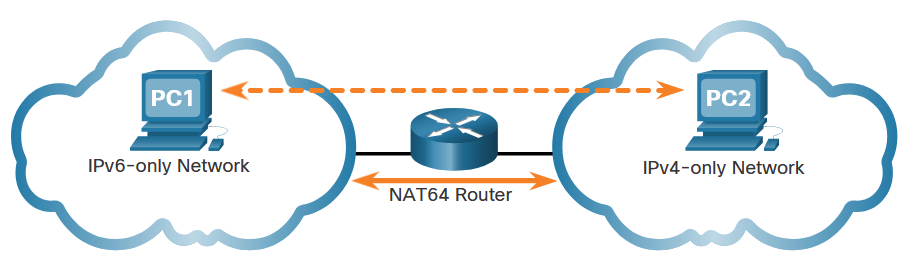 PC1
IPv6-only Network
NAT64 Router
PC2
IPv4-only Network